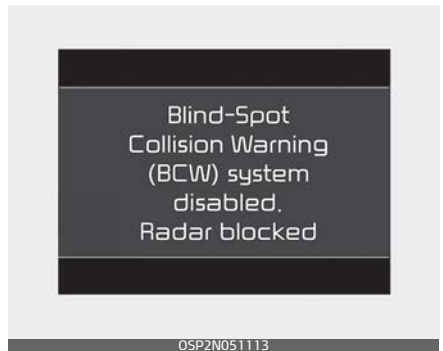 Blind-Spot
Collision Warning
(BCW) system
disabled,
Radar blocked
OSP2N051113